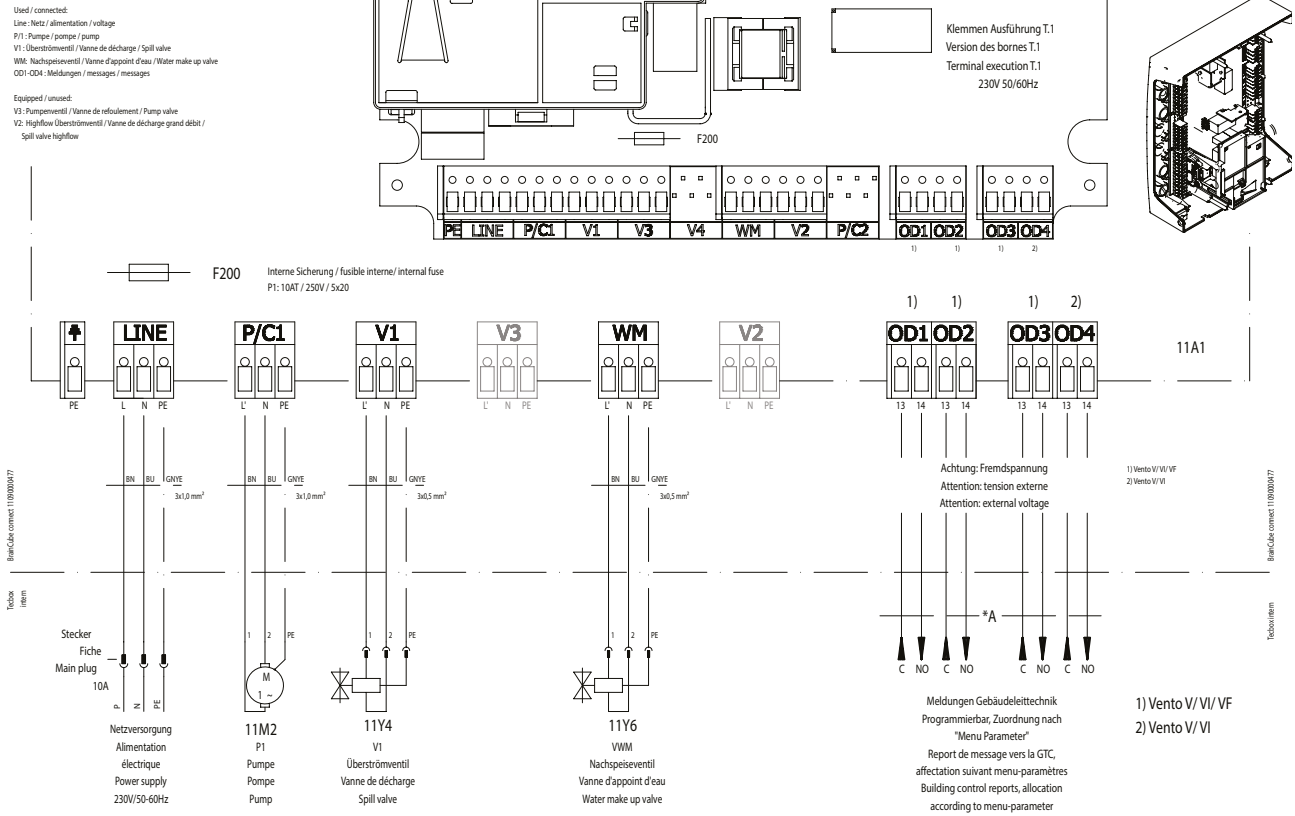 Used / connected:
Line : Netz / alimentation / voltage
P/1 : Pumpe / pompe / pump
V1 : Überströmventil / Vanne de décharge / Spill valve
WM: Nachspeiseventil / Vanne d'appoint d'eau / Water make up valve
OD1-OD4 : Meldungen / messages / messages
Equipped / unused:
V3 : Pumpenventil / Vanne de refoulement / Pump valve
V2: Highflow Überströmventil / Vanne de décharge grand débit /
Spill valve highflow
Klemmen Ausführung T.1
Version des bornes T.1
Terminal execution T.1
230V 50/60Hz
F200
PE LINE P/C1 V1 V3 V4 WM V2 P/C2 OD1 OD2 OD3 OD4
1) 1) 1) 2)
F200
Interne Sicherung / fusible interne/ internal fuse
P1: 10AT / 250V / 5x20
1) 1) 1) 2)
LINE P/C1 V1 V3 WM V2 OD1 OD2 OD3 OD4
11A1
PE L N PE L' N PE L' N PE L' N PE L' N PE L' N PE 13 14 13 14 13 14 13 14
BN BU GNYE BN BU GNYE BN BU GNYE BN BU GNYE
3x1,0 mm² 3x1,0 mm² 3x0,5 mm² 3x0,5 mm²
Achtung: Fremdspannung
Attention: tension externe
Attention: external voltage
1) Vento V/ VI/ VF
2) Vento V/ VI
BrainCube connect 11090000477
BrainCube connect 11090000477
Tecbox
intern
Tecbox intern
*A
Stecker
Fiche
Main plug
10A
P N PE
1 2 PE
M
1 ~
1 2 PE
1 2 PE
C NO C NO C NO C NO
Netzversorgung
Alimentation
électrique
Power supply
230V/50-60Hz
11M2
P1
Pumpe
Pompe
Pump
11Y4
V1
Überströmventil
Vanne de décharge
Spill valve
11Y6
VWM
Nachspeiseventil
Vanne d'appoint d'eau
Water make up valve
Meldungen Gebäudeleittechnik
Programmierbar, Zuordnung nach
"Menu Parameter"
Report de message vers la GTC,
affectation suivant menu-paramètres
Building control reports, allocation
according to menu-parameter
1) Vento V/ VI/ VF
2) Vento V/ VI